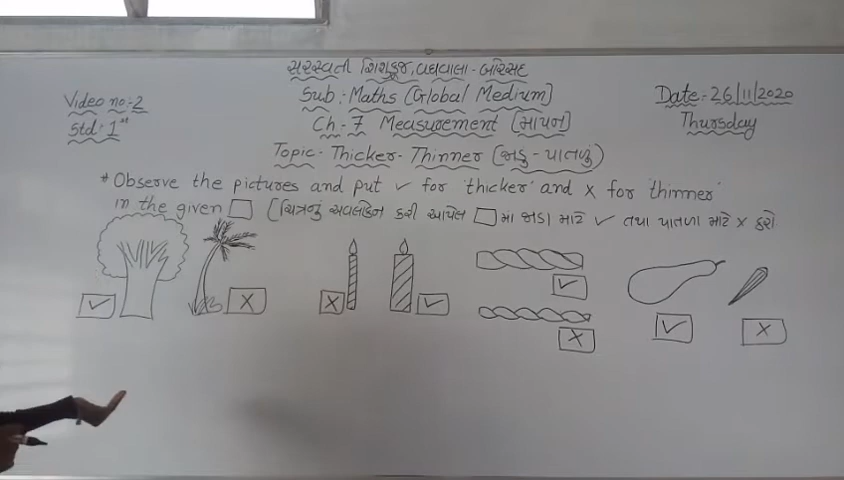 સરસ્વતી શિશુકુંજ, વઘવાલા - બોરસદ
Video no:-2
Sub : Maths [Global Medium]
Date:- 26/11/2020
Std:- 1st
Ch:- 7 Measurement [માપન]
Thursday
Topic:- Thicker - Thinner (જાડુ - પાતળું)
* Observe the pictures and put ✓ for 'thicker' and x for 'thinner'
in the given □ [ચિત્રનું અવલોકન કરી આપેલ □ મા જાડા માટે ✓ તથા પાતળા માટે x કરો.
✓ x x ✓ ✓ x ✓ x